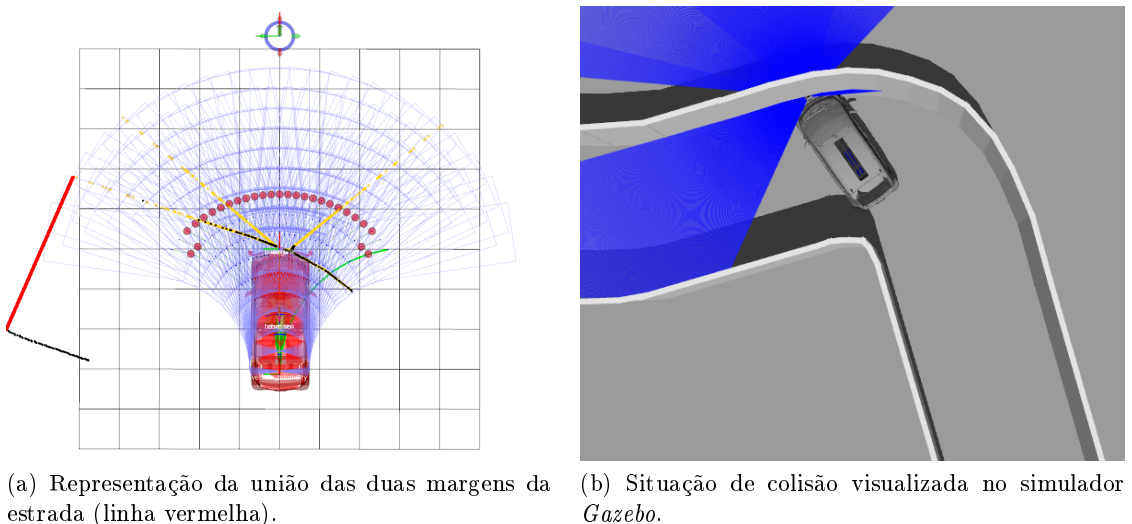 (a) Representação da união das duas margens da
estrada (linha vermelha).
(b) Situação de colisão visualizada no simulador
Gazebo.